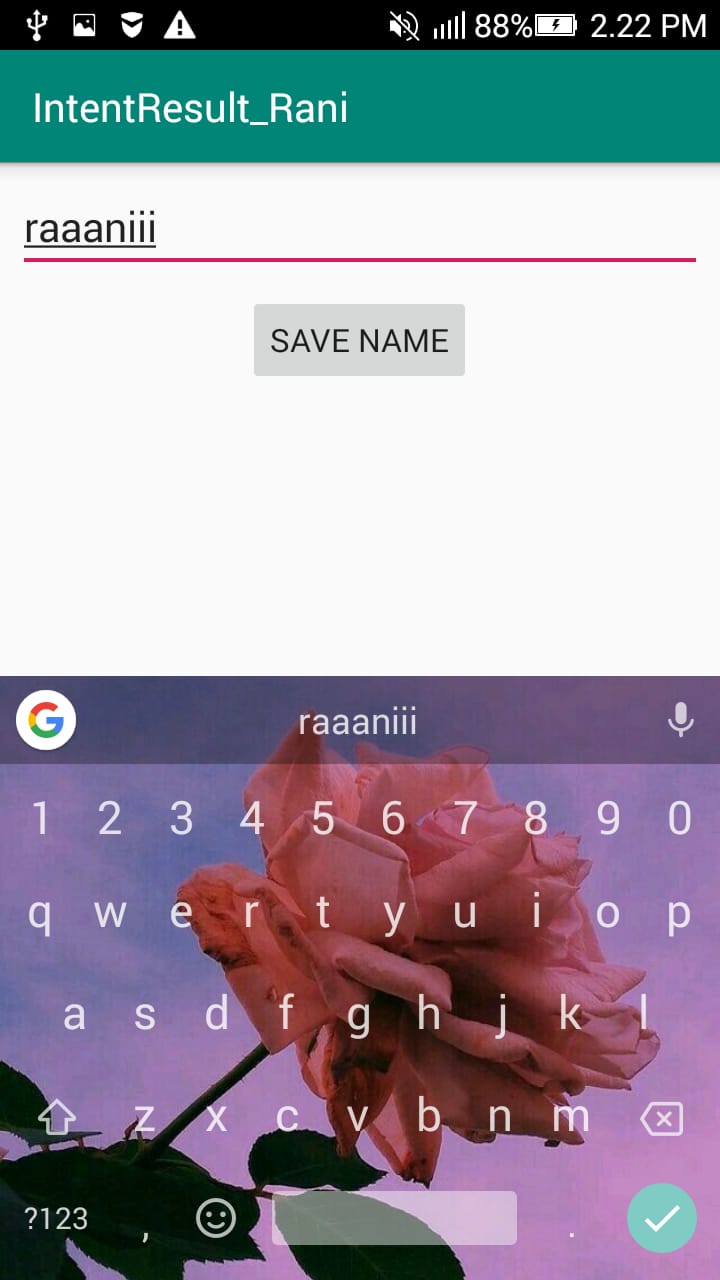 88% 2.22 PM
IntentResult_Rani
raaaniii
SAVE NAME
G raaaniii
1 2 3 4 5 6 7 8 9 0
q w e r t y u i o p
a s d f g h j k l
z x c v b n m
?123 , .